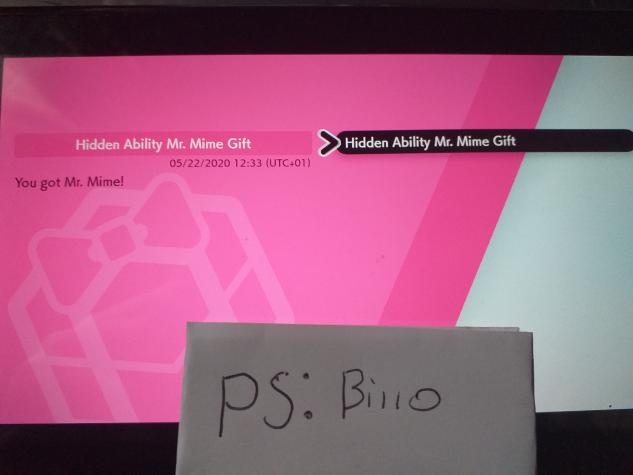 Hidden Ability Mr. Mime Gift
05/22/2020 12:33 (UTC+01)
You got Mr. Mime!
Hidden Ability Mr. Mime Gift
PS: Billo